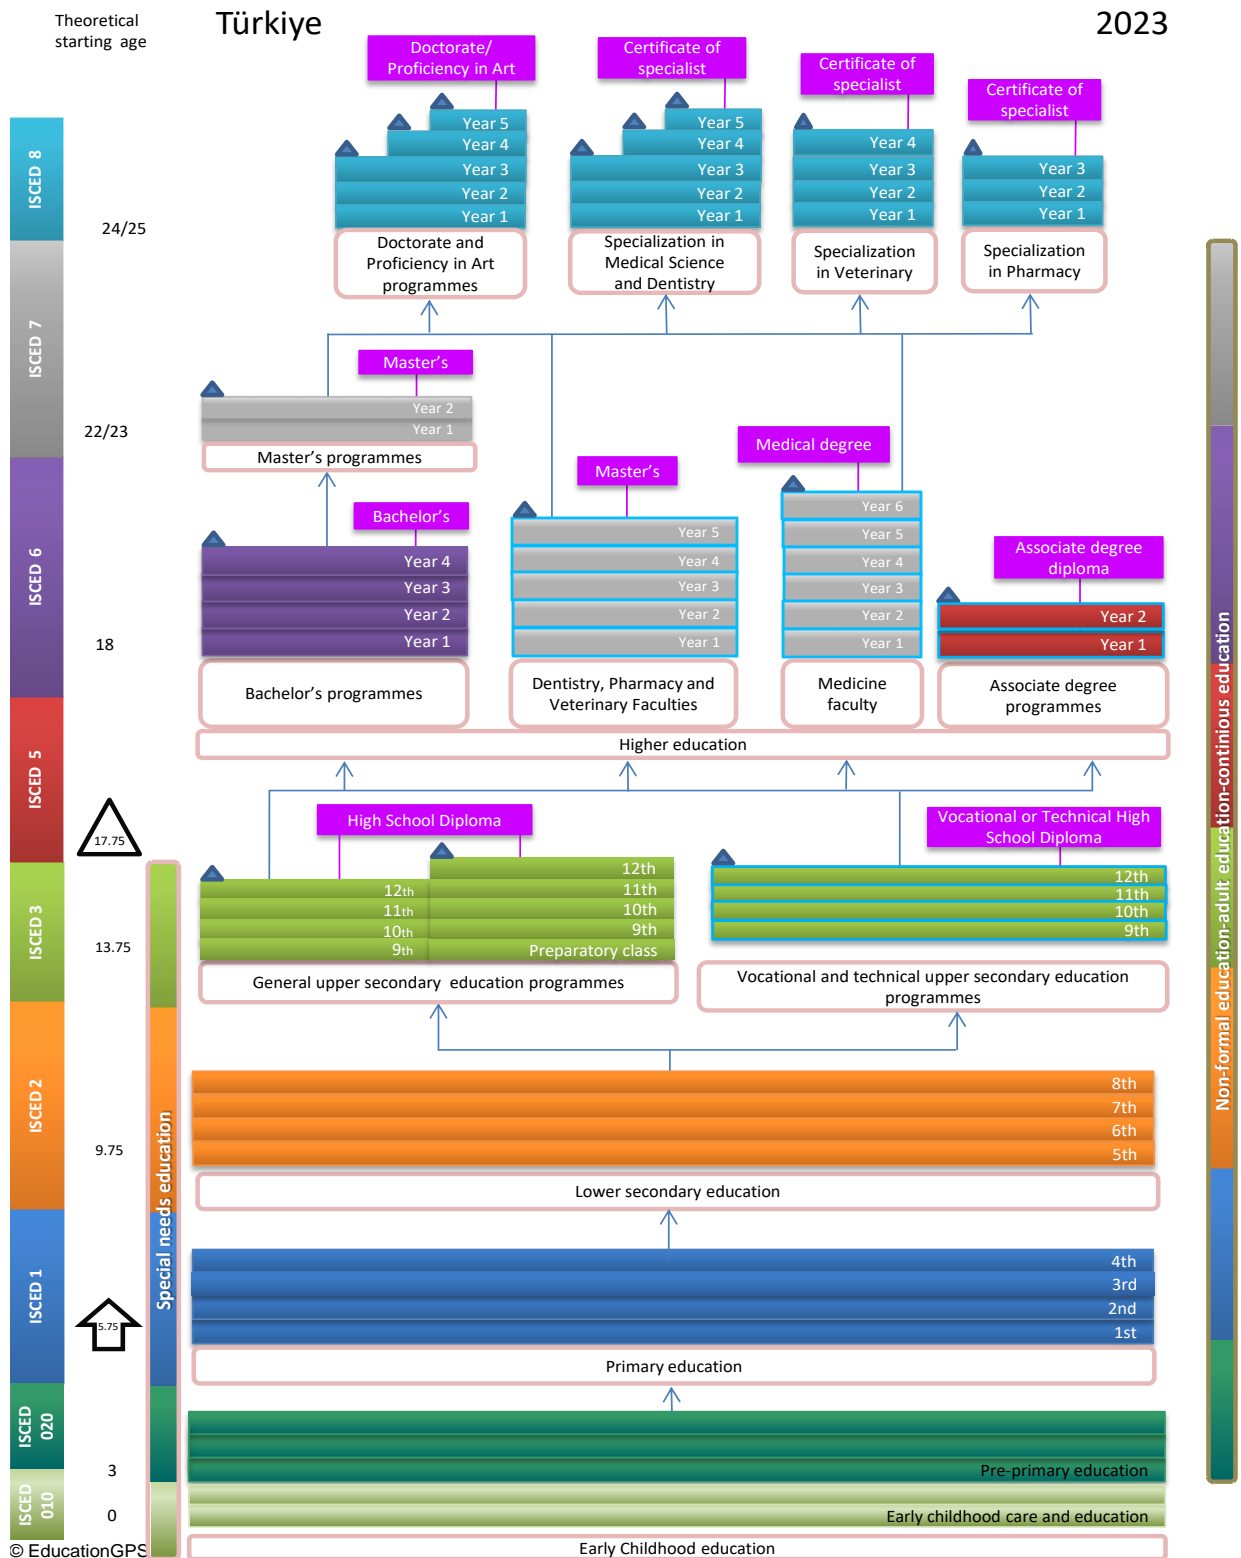 Theoretical
starting age
Türkiye
2023
Doctorate/
Proficiency in Art
Certificate of
specialist
Certificate of
specialist
Certificate of
specialist
Year 5
Year 4
Year 3
Year 2
Year 1
Year 5
Year 4
Year 3
Year 2
Year 1
Year 4
Year 3
Year 2
Year 1
Year 3
Year 2
Year 1
ISCED 8
24/25
Doctorate and
Proficiency in Art
programmes
Specialization in
Medical Science
and Dentistry
Specialization
in Veterinary
Specialization
in Pharmacy
ISCED 7
Master's
Year 2
Year 1
22/23
Master's programmes
Master's
Medical degree
ISCED 6
Bachelor's
Year 4
Year 3
Year 2
Year 1
Year 5
Year 4
Year 3
Year 2
Year 1
Year 6
Year 5
Year 4
Year 3
Year 2
Year 1
Associate degree
diploma
Year 2
Year 1
18
Bachelor's programmes
Dentistry, Pharmacy and
Veterinary Faculties
Medicine
faculty
Associate degree
programmes
Higher education
ISCED 5
17.75
High School Diploma
Vocational or Technical High
School Diploma
ISCED 3
12th
11th
10th
9th
12th
11th
10th
9th
Preparatory class
12th
11th
10th
9th
13.75
General upper secondary education programmes
Vocational and technical upper secondary education
programmes
ISCED 2
8th
7th
6th
5th
9.75
Lower secondary education
Special needs education
Non-formal education-adult education-continious education
ISCED 1
4th
3rd
2nd
1st
5.75
Primary education
ISCED
020
3
Pre-primary education
ISCED
010
0
Early childhood care and education
Early Childhood education
© EducationGPS